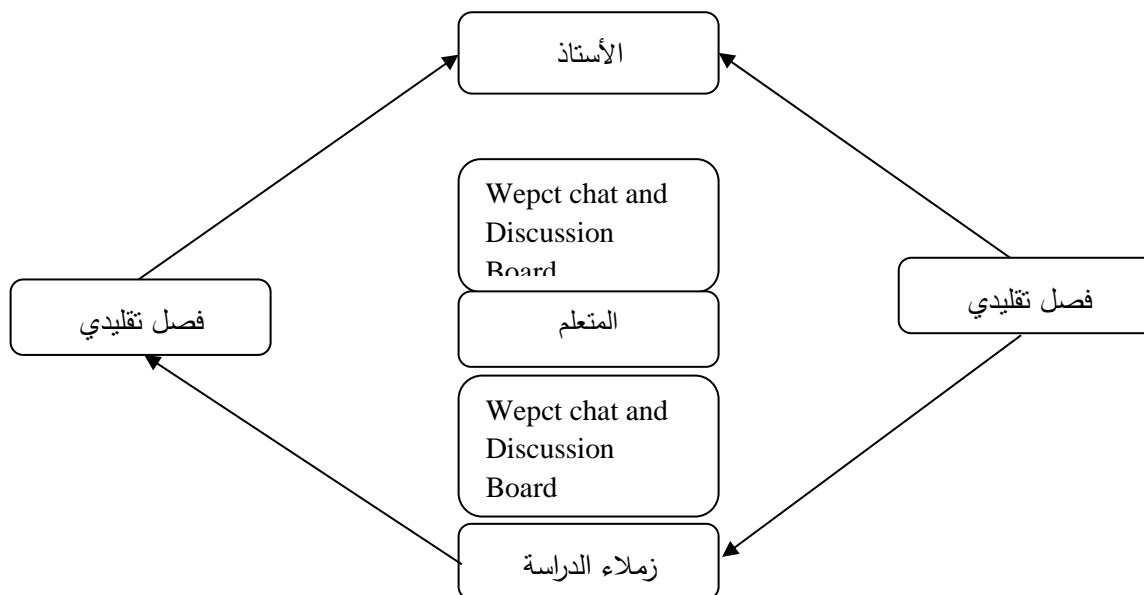 الأستاذ
Wepct chat and
Discussion
Board
فصل تقليدي
المتعلم
فصل تقليدي
Wepct chat and
Discussion
Board
زملاء الدراسة